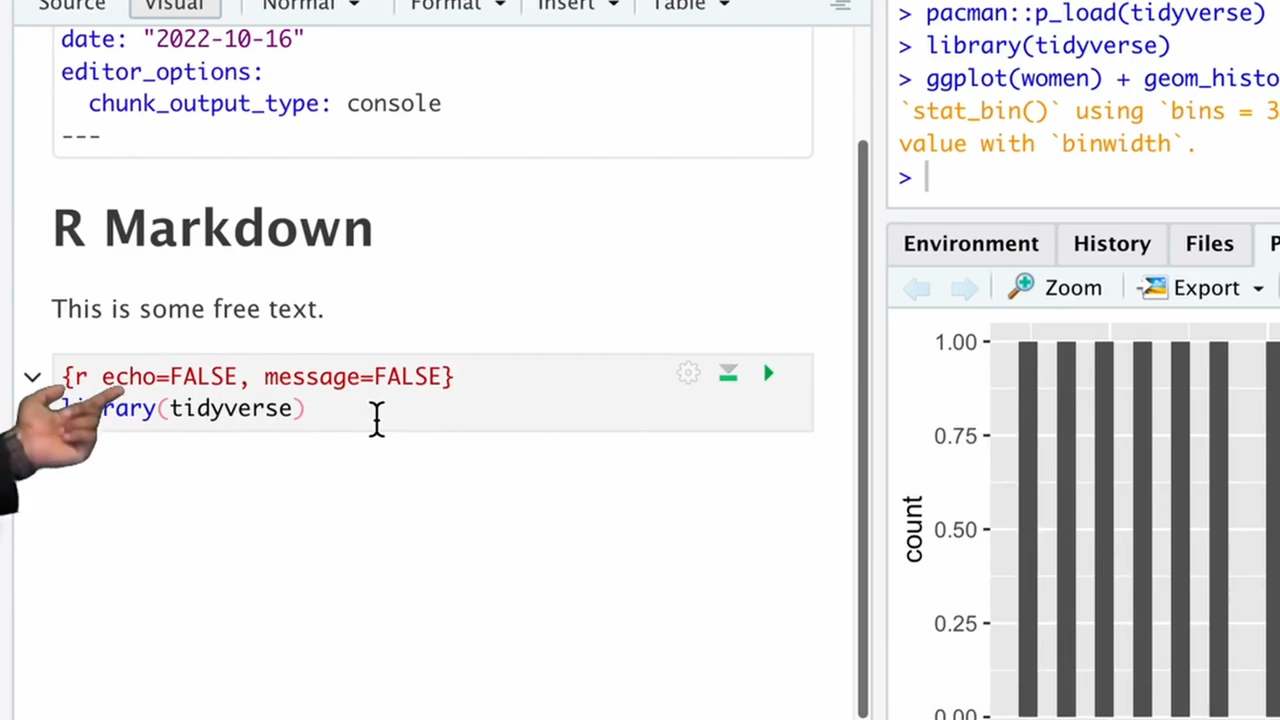 Source Visual Normal Format Insert Table
date: "2022-10-16"
editor_options:
chunk_output_type: console
---
R Markdown
This is some free text.
{r echo=FALSE, message=FALSE}
(tidyverse)
> pacman::p_load(tidyverse)
> library(tidyverse)
> ggplot(women) + geom_histo
`stat_bin()` using `bins = 3
value with `binwidth`.
>
Environment History Files P
Zoom Export
1.00
0.75
0.50
0.25
0.00
count